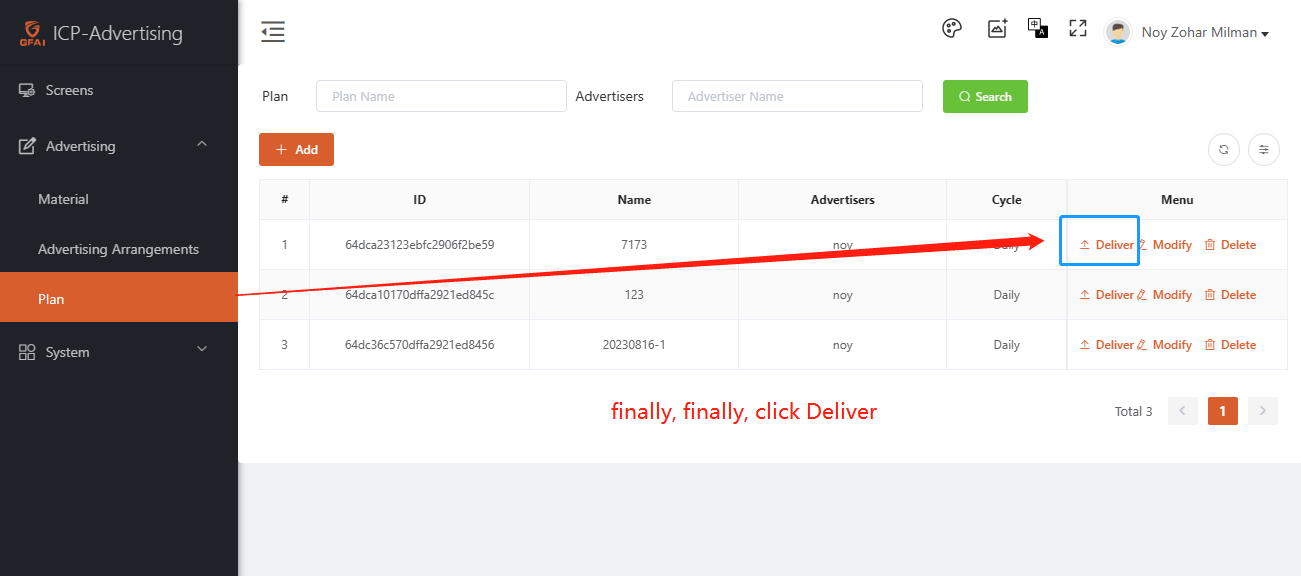 GFAI ICP-Advertising
Noy Zohar Milman
中 A
Screens
Advertising
Material
Advertising Arrangements
Plan
System
Plan Plan Name Advertisers Advertiser Name Search
Add
# ID Name Advertisers Cycle Menu
1 64dca23123ebfc2906f2be59 7173 noy Daily Deliver Modify Delete
2 64dca10170dffa2921ed845c 123 noy Daily Deliver Modify Delete
3 64dc36c570dffa2921ed8456 20230816-1 noy Daily Deliver Modify Delete
finally, finally, click Deliver
Total 3 1